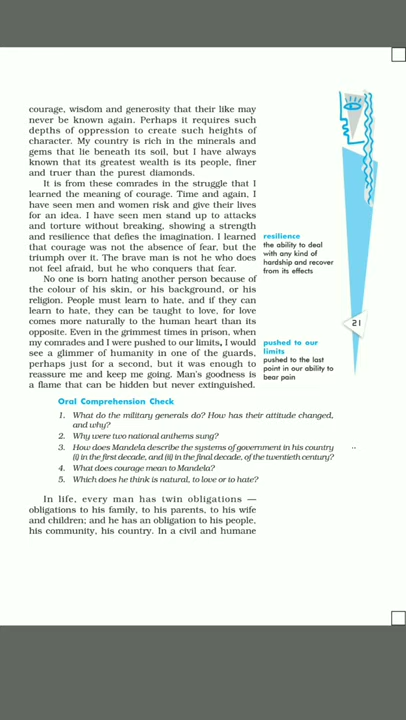 courage, wisdom and generosity that their like may
never be known again. Perhaps it requires such
depths of oppression to create such heights of
character. My country is rich in the minerals and
gems that lie beneath its soil, but I have always
known that its greatest wealth is its people, finer
and truer than the purest diamonds.
It is from these comrades in the struggle that I
learned the meaning of courage. Time and again, I
have seen men and women risk and give their lives
for an idea. I have seen men stand up to attacks
and torture without breaking, showing a strength
and resilience that defies the imagination. I learned
that courage was not the absence of fear, but the
triumph over it. The brave man is not he who does
not feel afraid, but he who conquers that fear.
resilience
the ability to deal
with any kind of
hardship and recover
from its effects
No one is born hating another person because of
the colour of his skin, or his background, or his
religion. People must learn to hate, and if they can
learn to hate, they can be taught to love, for love
comes more naturally to the human heart than its
opposite. Even in the grimmest times in prison, when
my comrades and I were pushed to our limits, I would
see a glimmer of humanity in one of the guards,
perhaps just for a second, but it was enough to
reassure me and keep me going. Man's goodness is
a flame that can be hidden but never extinguished.
21
pushed to our
limits
pushed to the last
point in our ability to
bear pain
Oral Comprehension Check
1. What do the military generals do? How has their attitude changed,
and why?
2. Why were two national anthems sung?
3. How does Mandela describe the systems of government in his country
(i) in the first decade, and (ii) in the final decade, of the twentieth century?
4. What does courage mean to Mandela?
5. Which does he think is natural, to love or to hate?
In life, every man has twin obligations —
obligations to his family, to his parents, to his wife
and children; and he has an obligation to his people,
his community, his country. In a civil and humane